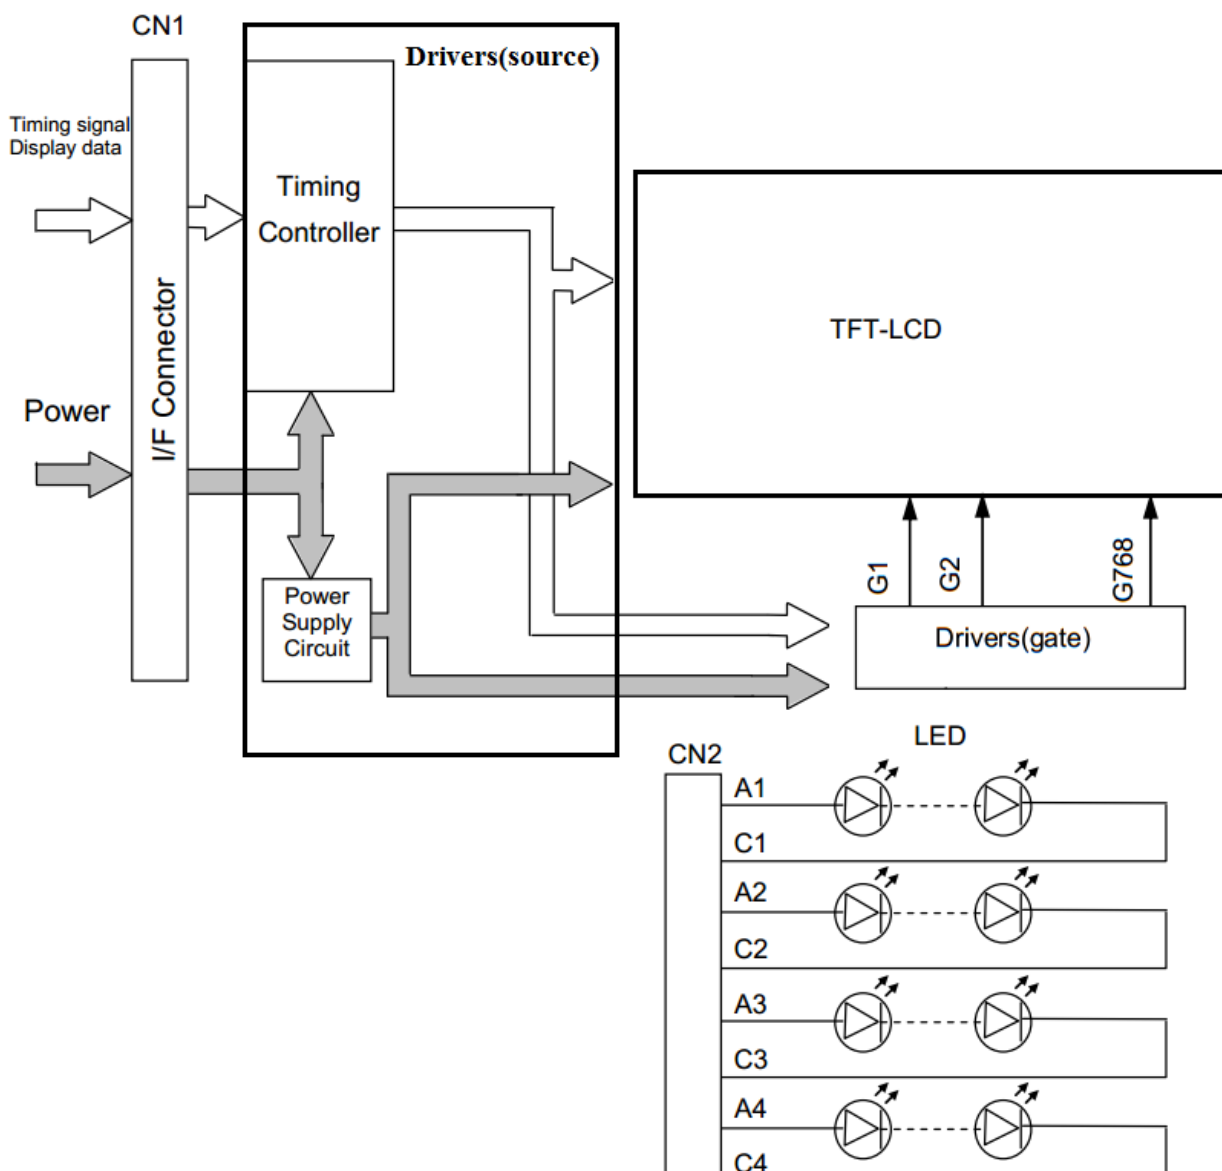 CN1
Drivers(source)
Timing signal
Display data
Timing
Controller
I/F Connector
Power
TFT-LCD
Power
Supply
Circuit
G1
G2
G768
Drivers(gate)
LED
CN2
A1
C1
A2
C2
A3
C3
A4
C4